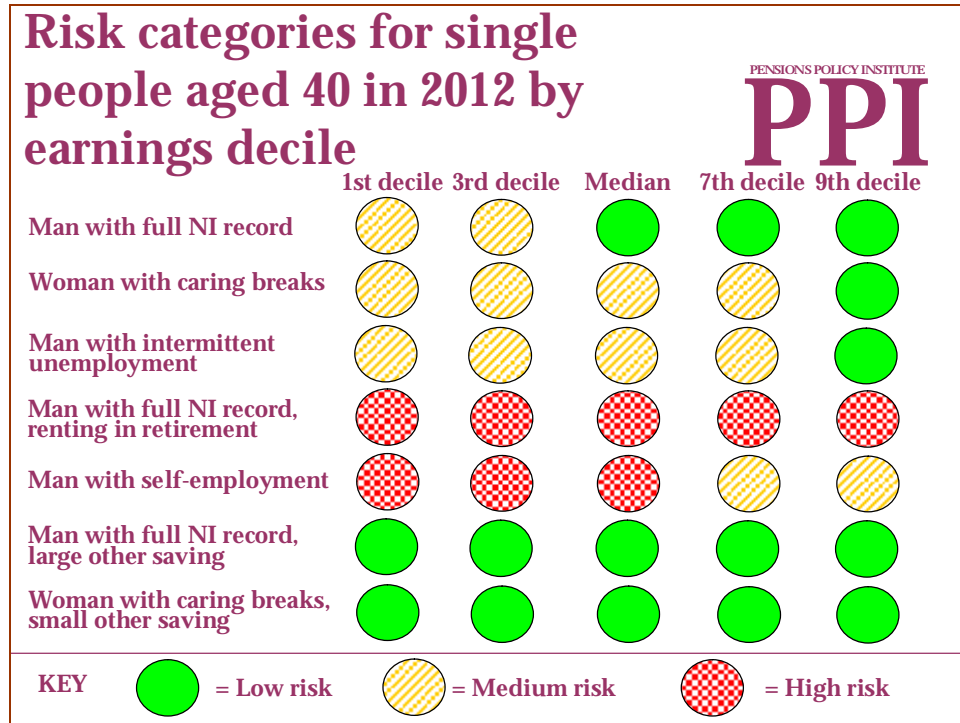 Risk categories for single
people aged 40 in 2012 by
earnings decile
PENSIONS POLICY INSTITUTE
PPI
1st decile 3rd decile Median 7th decile 9th decile
Man with full NI record
Woman with caring breaks
Man with intermittent
unemployment
Man with full NI record,
renting in retirement
Man with self-employment
Man with full NI record,
large other saving
Woman with caring breaks,
small other saving
KEY = Low risk = Medium risk = High risk